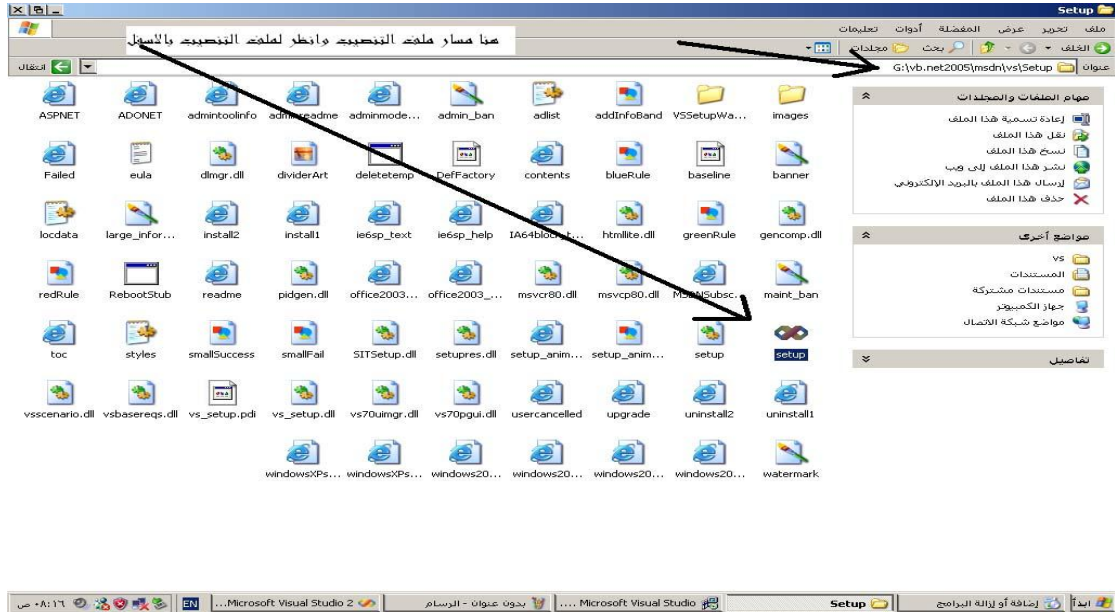 Setup
ملف تحرير عرض المفضلة أدوات تعليمات
الخلف بحث مجلدات
هنا مسار ملف التنصيب وانظر لملف التنصيب بالاسفل
عنوان G:\vb.net2005\msdn\vs\Setup انتقال
مهام الملفات والمجلدات
إعادة تسمية هذا الملف
نقل هذا الملف
نسخ هذا الملف
نشر هذا الملف إلى ويب
إرسال هذا الملف بالبريد الإلكتروني
حذف هذا الملف
مواضع أخرى
vs
المستندات
مستندات مشتركة
جهاز الكمبيوتر
مواضع شبكة الاتصال
تفاصيل
ASPNET ADONET admintoolinfo adminreadme adminmode... admin_ban adlist addInfoBand VSSetupWa... images
Failed eula dlmgr.dll dividerArt deletetemp DefFactory contents blueRule baseline banner
locdata large_infor... install2 install1 ie6sp_text ie6sp_help htmllite.dll greenRule gencomp.dll
redRule RebootStub readme pidgen.dll office2003... office2003_... msvcr80.dll msvcp80.dll MSDNSubsc... maint_ban
toc styles smallSuccess smallFail SITSetup.dll setupres.dll setup_anim... setup_anim... setup setup
vsscenario.dll vsbasereqs.dll vs_setup.pdi vs_setup.dll vs70uimgr.dll vs70pgui.dll usercancelled upgrade uninstall2 uninstall1
windowsXPs... windowsXPs... windows20... windows20... windows20... windows20... watermark
ابدأ إضافة أو إزالة البرامج Setup Microsoft Visual Studio .... بدون عنوان - الرسام Microsoft Visual Studio 2... EN ٠٨:١٦ ص